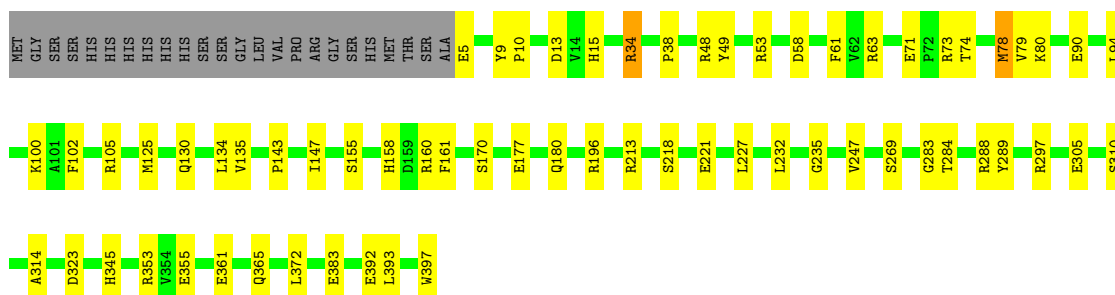 MET GLY SER SER HIS HIS HIS HIS HIS HIS SER SER GLY LEU VAL PRO ARG GLY SER HIS MET THR SER ALA E5 Y9 P10 D13 V14 H15 R34 P38 R48 Y49 R53 D58 F61 V62 R63 E71 P72 R73 T74 M78 V79 K80 E90 L94
K100 A101 F102 R105 M125 Q130 L134 V135 P143 I147 S155 H158 D159 R160 F161 S170 E177 Q180 R196 R213 S218 E221 L227 L232 G235 V247 S269 G283 T284 R288 Y289 R297 E305 S310
A314 D323 H345 R353 V354 E355 E361 Q365 L372 E383 E392 L393 W397